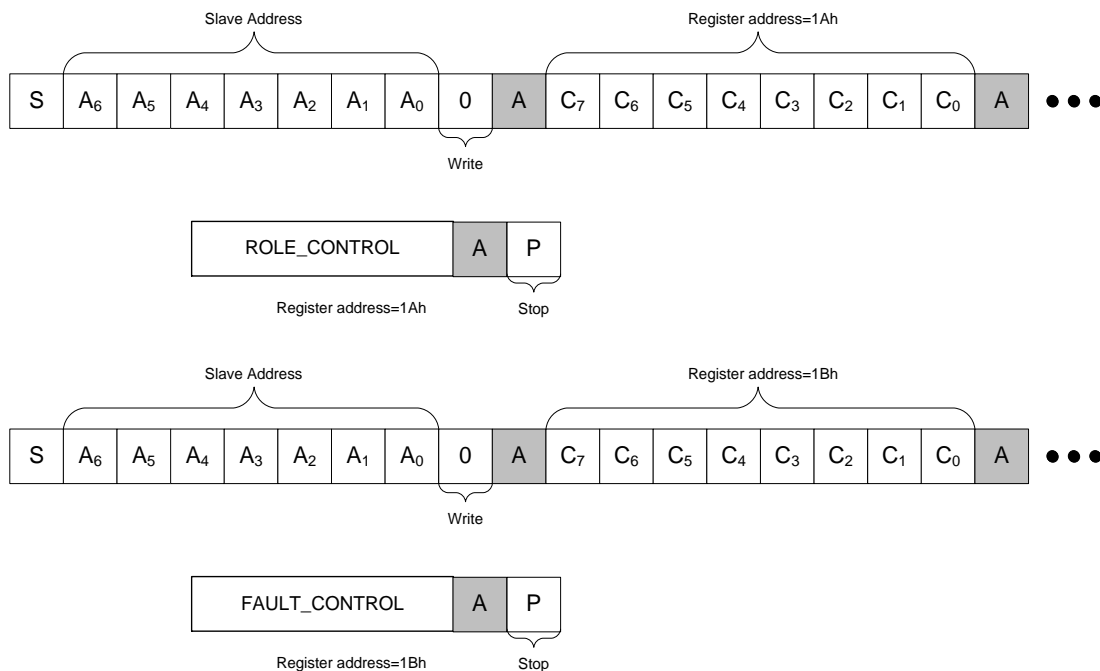 Slave Address Register address=1Ah
S A₆ A₅ A₄ A₃ A₂ A₁ A₀ 0 A C₇ C₆ C₅ C₄ C₃ C₂ C₁ C₀ A
Write
ROLE_CONTROL A P
Register address=1Ah Stop
Slave Address Register address=1Bh
S A₆ A₅ A₄ A₃ A₂ A₁ A₀ 0 A C₇ C₆ C₅ C₄ C₃ C₂ C₁ C₀ A
Write
FAULT_CONTROL A P
Register address=1Bh Stop